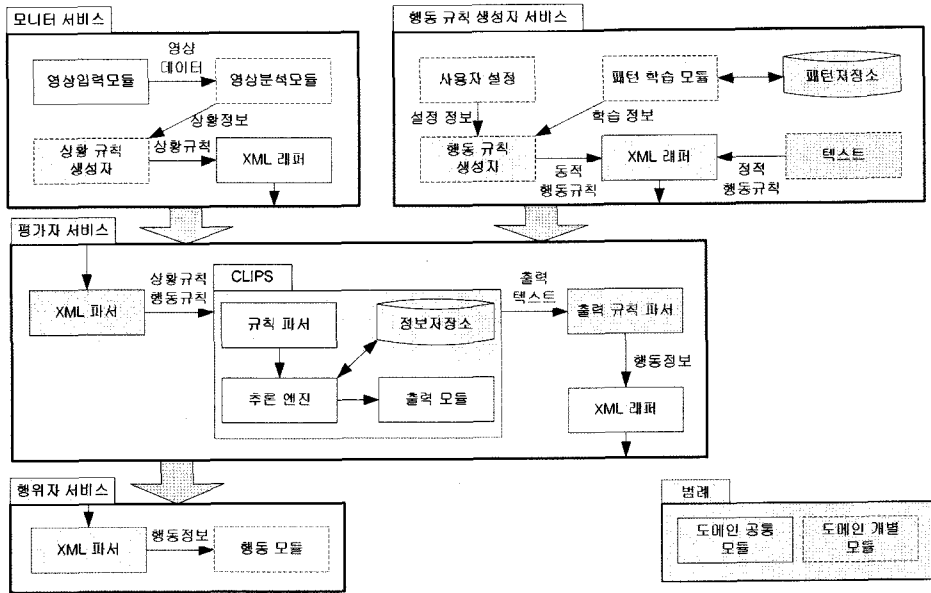 모니터 서비스
영상
데이터
영상입력모듈
영상분석모듈
상황정보
상황 규칙
생성자
상황규칙
XML 래퍼
행동 규칙 생성자 서비스
사용자 설정
패턴 학습 모듈
패턴저장소
설정 정보
학습 정보
행동 규칙
생성자
동적
행동규칙
XML 래퍼
정적
행동규칙
텍스트
평가자 서비스
XML 파서
상황규칙
행동규칙
CLIPS
규칙 파서
정보저장소
추론 엔진
출력 모듈
출력
텍스트
출력 규칙 파서
행동정보
XML 래퍼
행위자 서비스
XML 파서
행동정보
행동 모듈
범례
도메인 공통
모듈
도메인 개별
모듈